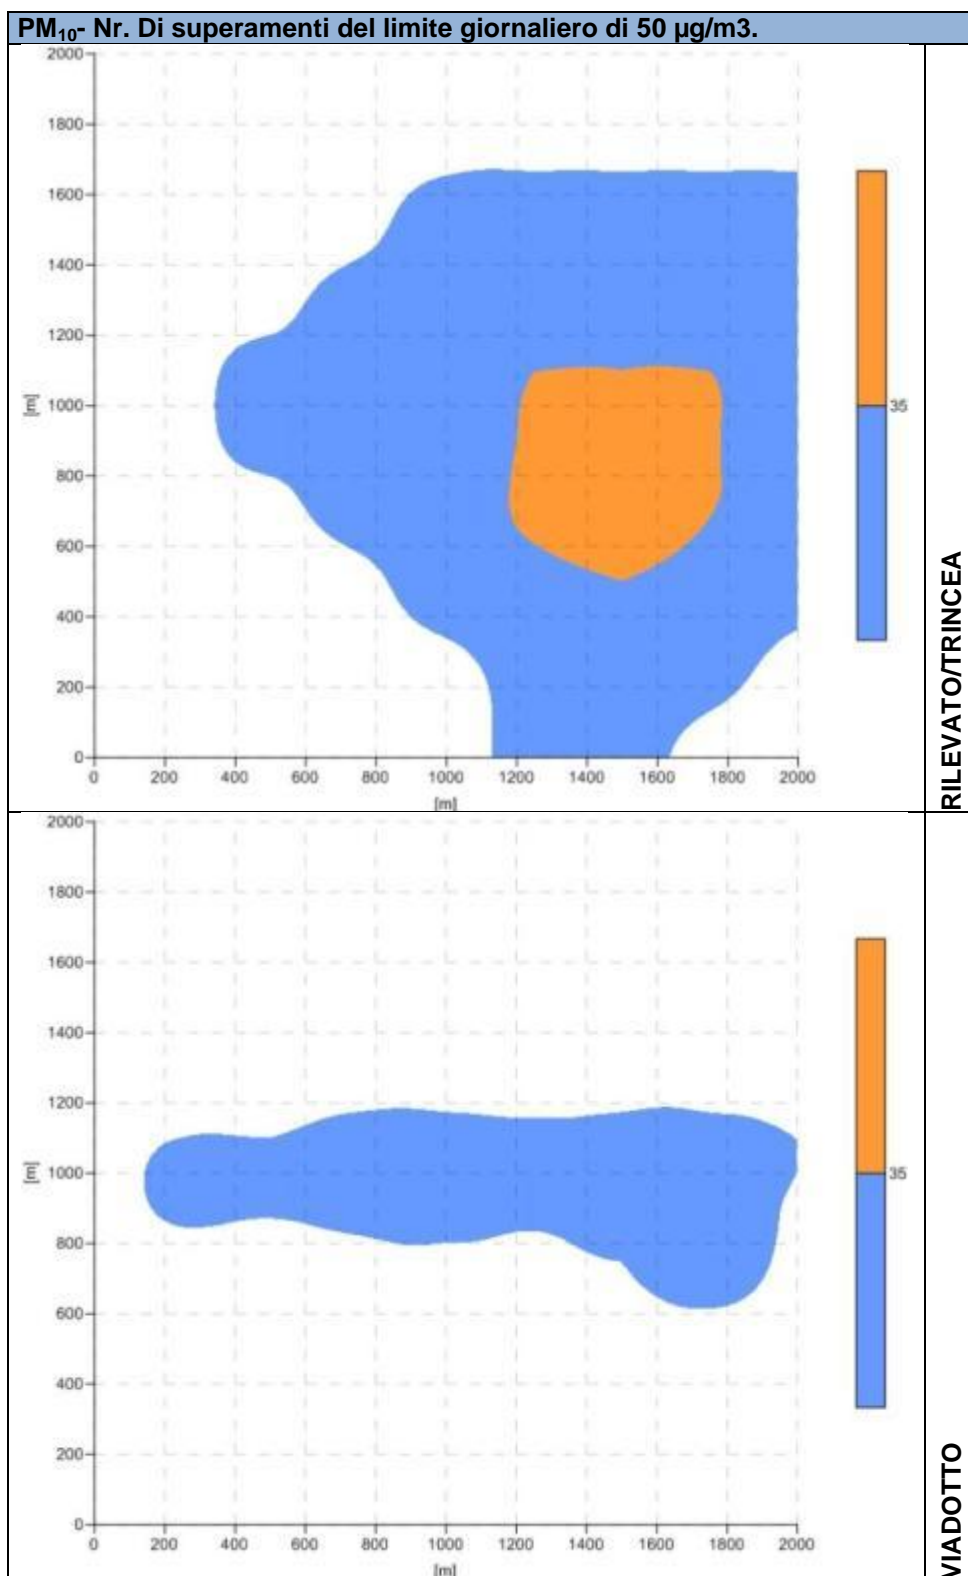 PM₁₀- Nr. Di superamenti del limite giornaliero di 50 µg/m3.
2000
1800
1600
1400
1200
1000
800
600
400
200
0
[m]
0 200 400 600 800 1000 1200 1400 1600 1800 2000
[m]
35
RILEVATO/TRINCEA
2000
1800
1600
1400
1200
1000
800
600
400
200
0
[m]
0 200 400 600 800 1000 1200 1400 1600 1800 2000
[m]
35
VIADOTTO